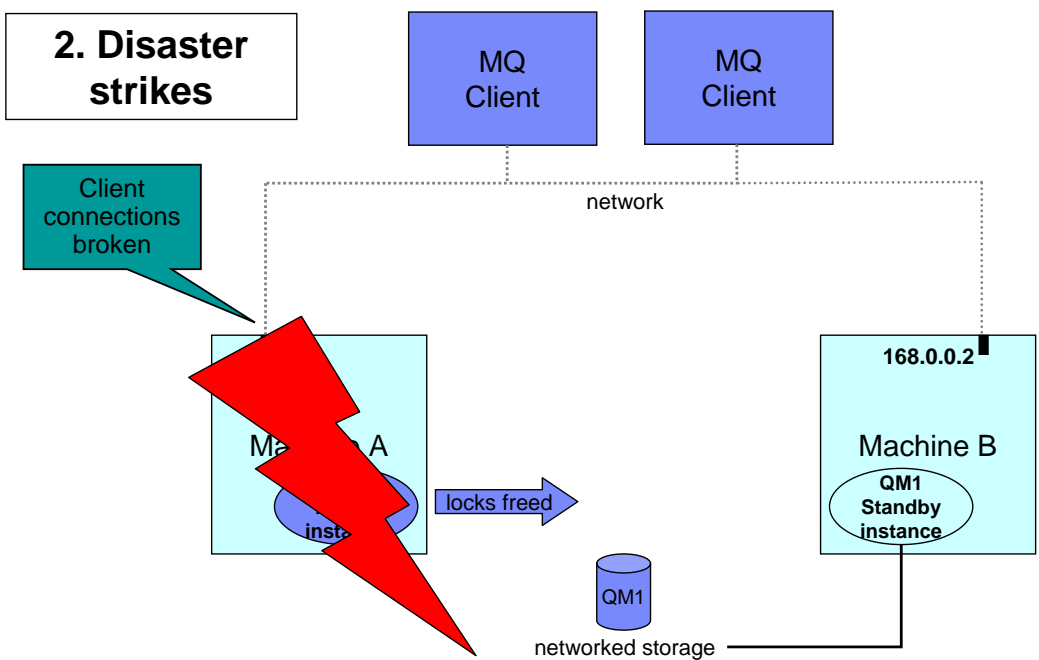 2. Disaster
strikes
MQ
Client
MQ
Client
network
Client
connections
broken
168.0.0.2
A
Machine B
locks freed
QM1
Standby
instance
QM1
networked storage